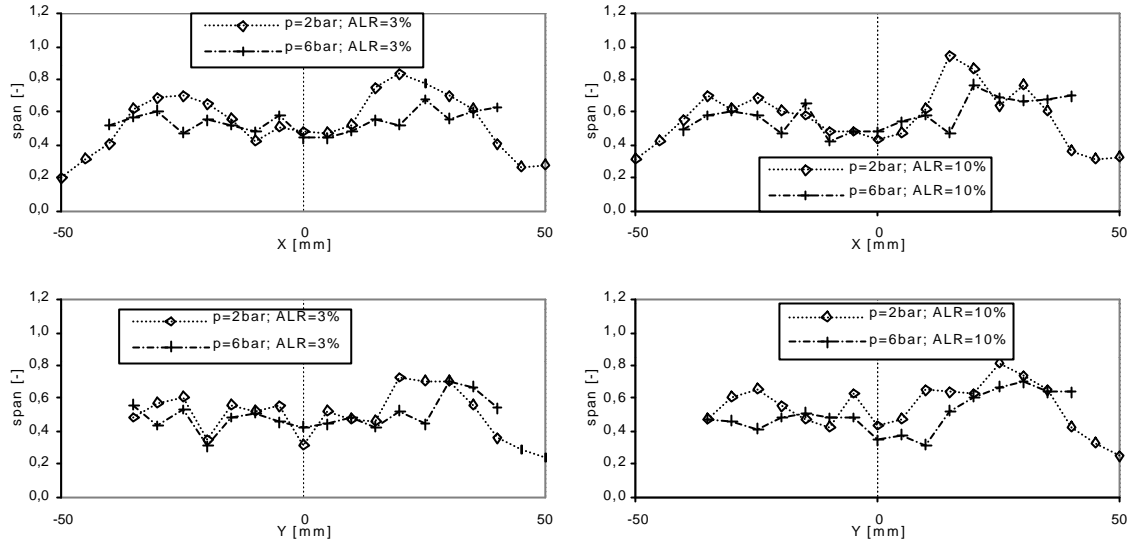 1,2
1,0
0,8
0,6
0,4
0,2
0,0
span [-]
p=2bar; ALR=3%
p=6bar; ALR=3%
-50
0
50
X [mm]
1,2
1,0
0,8
0,6
0,4
0,2
0,0
span [-]
p=2bar; ALR=10%
p=6bar; ALR=10%
-50
0
50
X [mm]
1,2
1,0
0,8
0,6
0,4
0,2
0,0
span [-]
p=2bar; ALR=3%
p=6bar; ALR=3%
-50
0
50
Y [mm]
1,2
1,0
0,8
0,6
0,4
0,2
0,0
span [-]
p=2bar; ALR=10%
p=6bar; ALR=10%
-50
0
50
Y [mm]